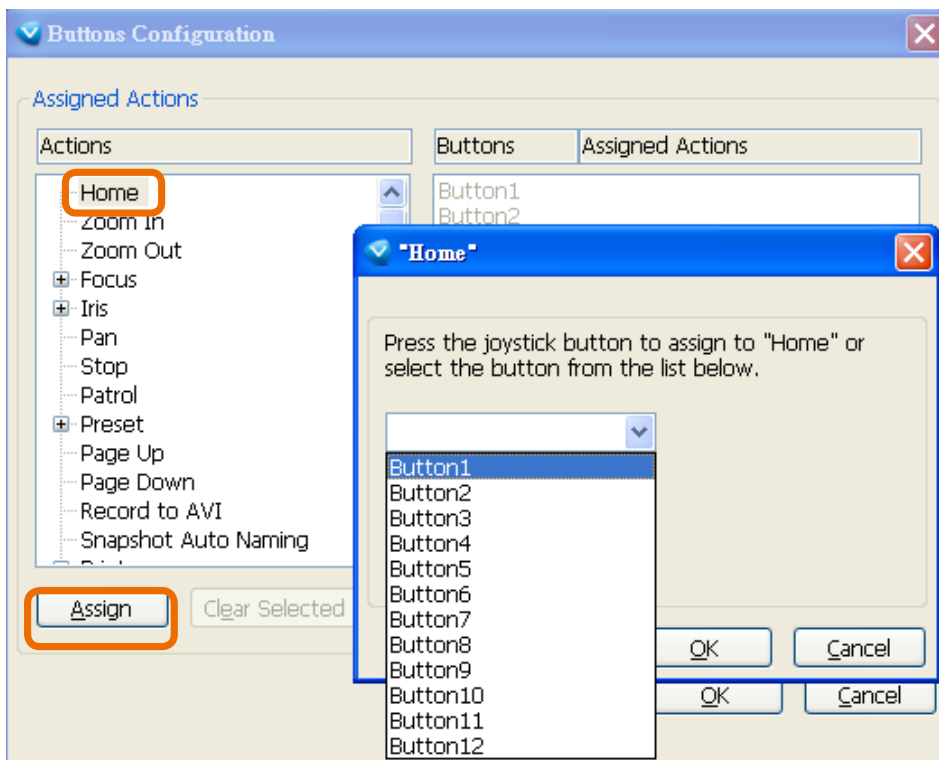 Buttons Configuration
Assigned Actions
Actions
Buttons
Assigned Actions
Home
Zoom In
Zoom Out
Focus
Iris
Pan
Stop
Patrol
Preset
Page Up
Page Down
Record to AVI
Snapshot Auto Naming
Button1
Button2
Assign
Clear Selected
"Home"
Press the joystick button to assign to "Home" or
select the button from the list below.
Button1
Button2
Button3
Button4
Button5
Button6
Button7
Button8
Button9
Button10
Button11
Button12
OK
Cancel
OK
Cancel